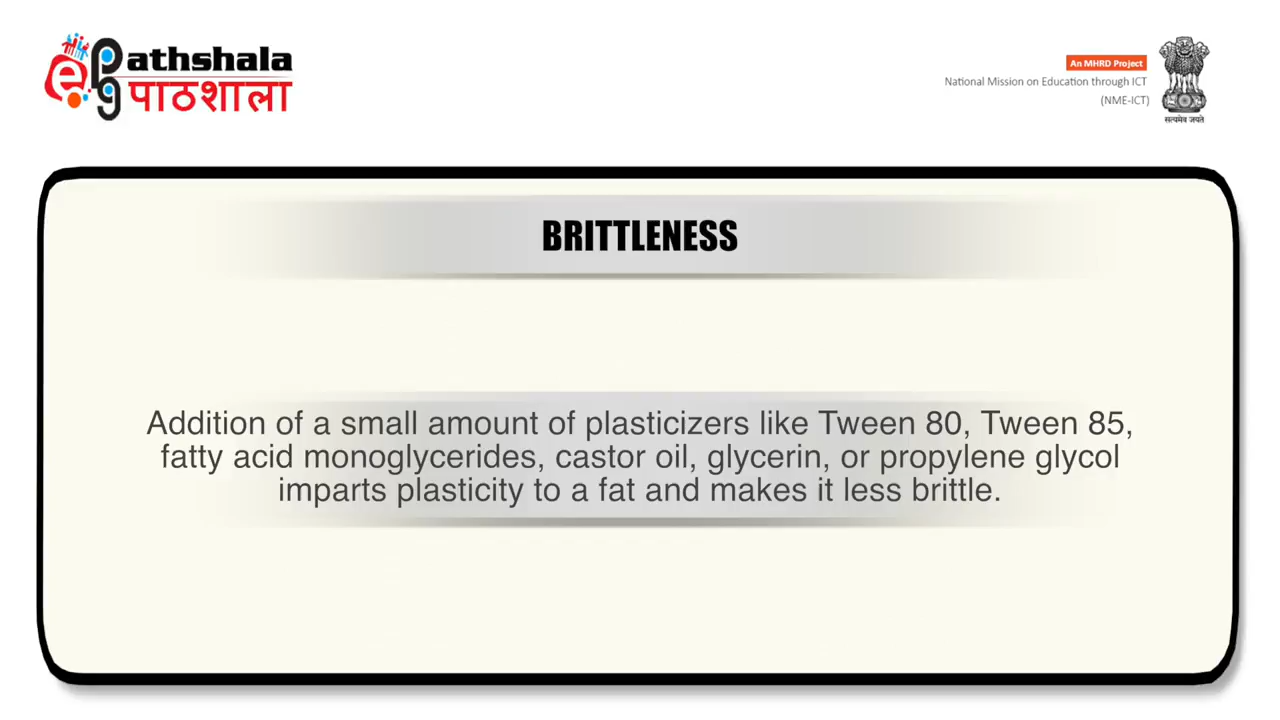 e pg Pathshala
पाठशाला
An MHRD Project
National Mission on Education through ICT
(NME-ICT)
सत्यमेव जयते
BRITTLENESS
Addition of a small amount of plasticizers like Tween 80, Tween 85,
fatty acid monoglycerides, castor oil, glycerin, or propylene glycol
imparts plasticity to a fat and makes it less brittle.